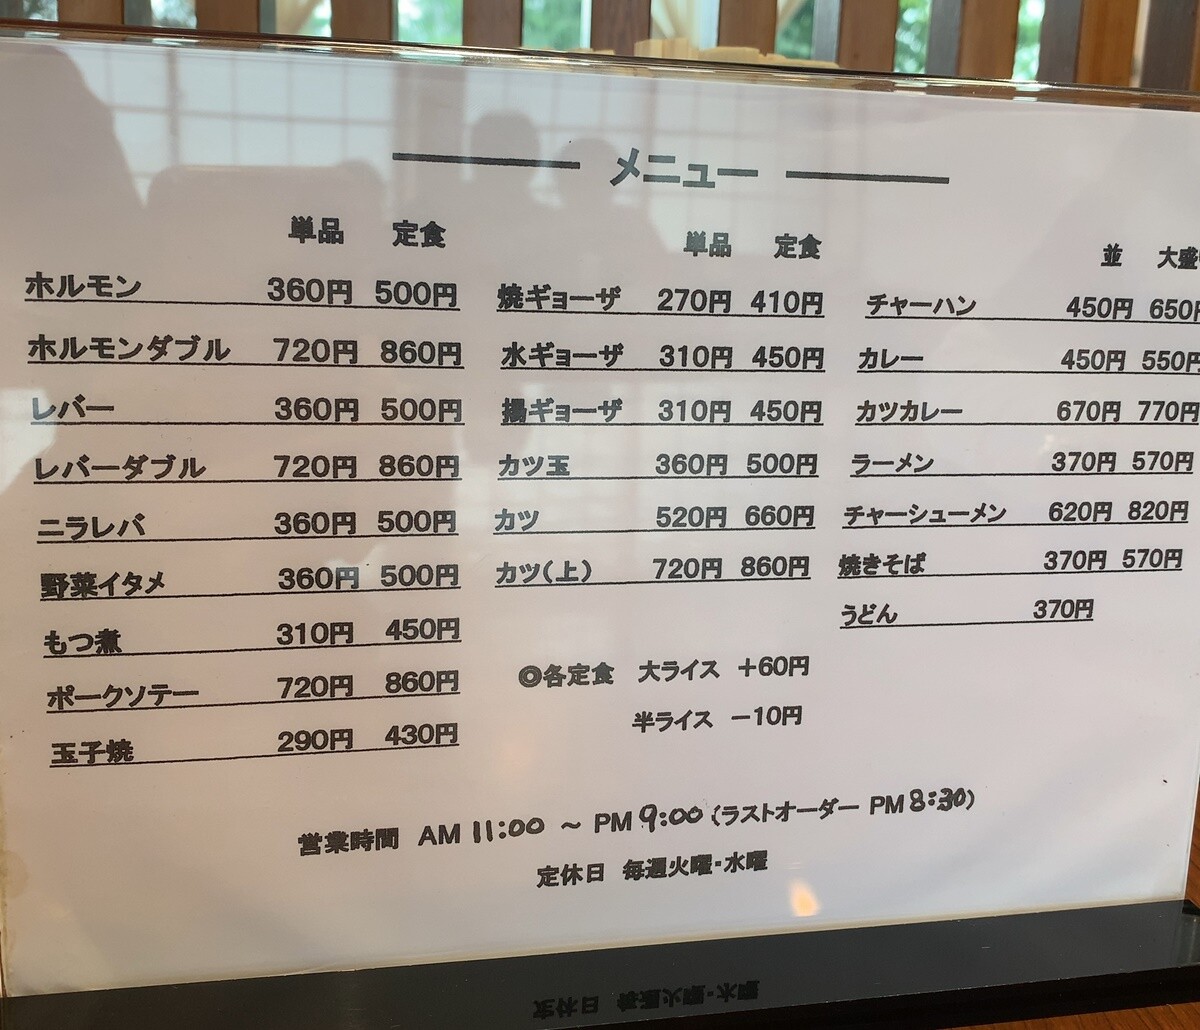 メニュー
単品 定食
ホルモン 360円 500円
ホルモンダブル 720円 860円
レバー 360円 500円
レバーダブル 720円 860円
ニラレバ 360円 500円
野菜イタメ 360円 500円
もつ煮 310円 450円
ポークソテー 720円 860円
玉子焼 290円 430円
単品 定食
焼ギョーザ 270円 410円
水ギョーザ 310円 450円
揚ギョーザ 310円 450円
カツ玉 360円 500円
カツ 520円 660円
カツ(上) 720円 860円
並 大盛
チャーハン 450円 650円
カレー 450円 550円
カツカレー 670円 770円
ラーメン 370円 570円
チャーシューメン 620円 820円
焼きそば 370円 570円
うどん 370円
◎各定食 大ライス +60円
半ライス −10円
営業時間 AM 11:00 ~ PM 9:00 (ラストオーダー PM 8:30)
定休日 毎週火曜・水曜